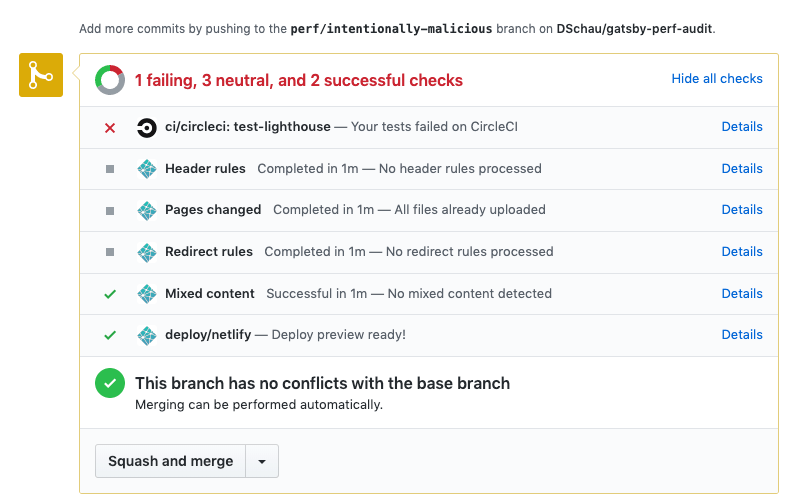 Add more commits by pushing to the perf/intentionally-malicious branch on DSchau/gatsby-perf-audit.
1 failing, 3 neutral, and 2 successful checks Hide all checks
ci/circleci: test-lighthouse — Your tests failed on CircleCI Details
Header rules Completed in 1m — No header rules processed Details
Pages changed Completed in 1m — All files already uploaded Details
Redirect rules Completed in 1m — No redirect rules processed Details
Mixed content Successful in 1m — No mixed content detected Details
deploy/netlify — Deploy preview ready! Details
This branch has no conflicts with the base branch
Merging can be performed automatically.
Squash and merge